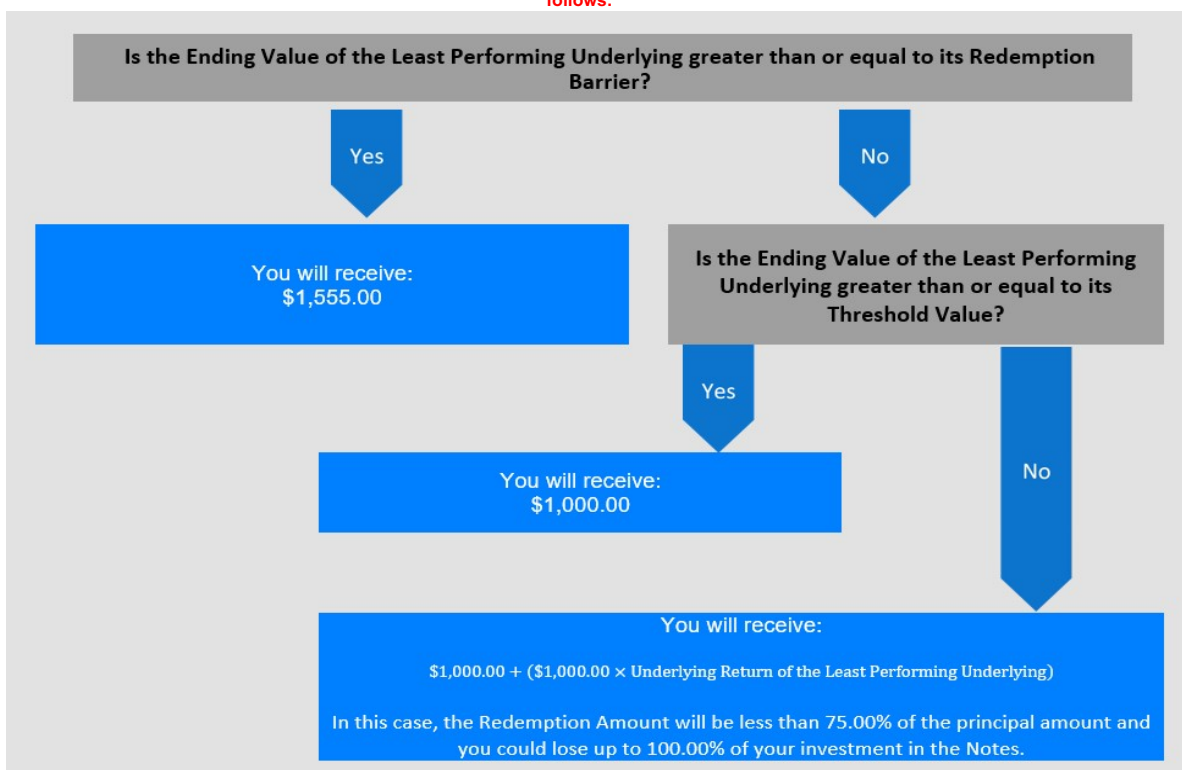 follows:
Is the Ending Value of the Least Performing Underlying greater than or equal to its Redemption
Barrier?
Yes
No
You will receive:
$1,555.00
Is the Ending Value of the Least Performing
Underlying greater than or equal to its
Threshold Value?
Yes
No
You will receive:
$1,000.00
You will receive:
$1,000.00 + ($1,000.00 × Underlying Return of the Least Performing Underlying)
In this case, the Redemption Amount will be less than 75.00% of the principal amount and
you could lose up to 100.00% of your investment in the Notes.